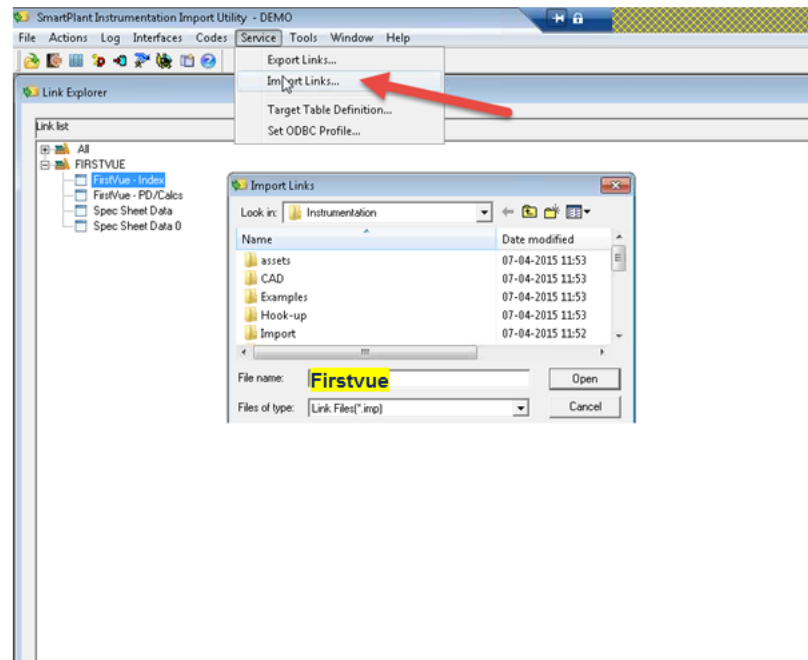 SmartPlant Instrumentation Import Utility - DEMO
File Actions Log Interfaces Codes Service Tools Window Help
Export Links...
Import Links...
Target Table Definition...
Set ODBC Profile...
Link Explorer
Link list
All
FIRSTVUE
FirstVue - Index
FirstVue - PD/Calcs
Spec Sheet Data
Spec Sheet Data 0
Import Links
Look in: Instrumentation
Name Date modified
assets 07-04-2015 11:53
CAD 07-04-2015 11:53
Examples 07-04-2015 11:53
Hook-up 07-04-2015 11:53
Import 07-04-2015 11:52
File name: Firstvue Open
Files of type: Link Files(*.imp) Cancel